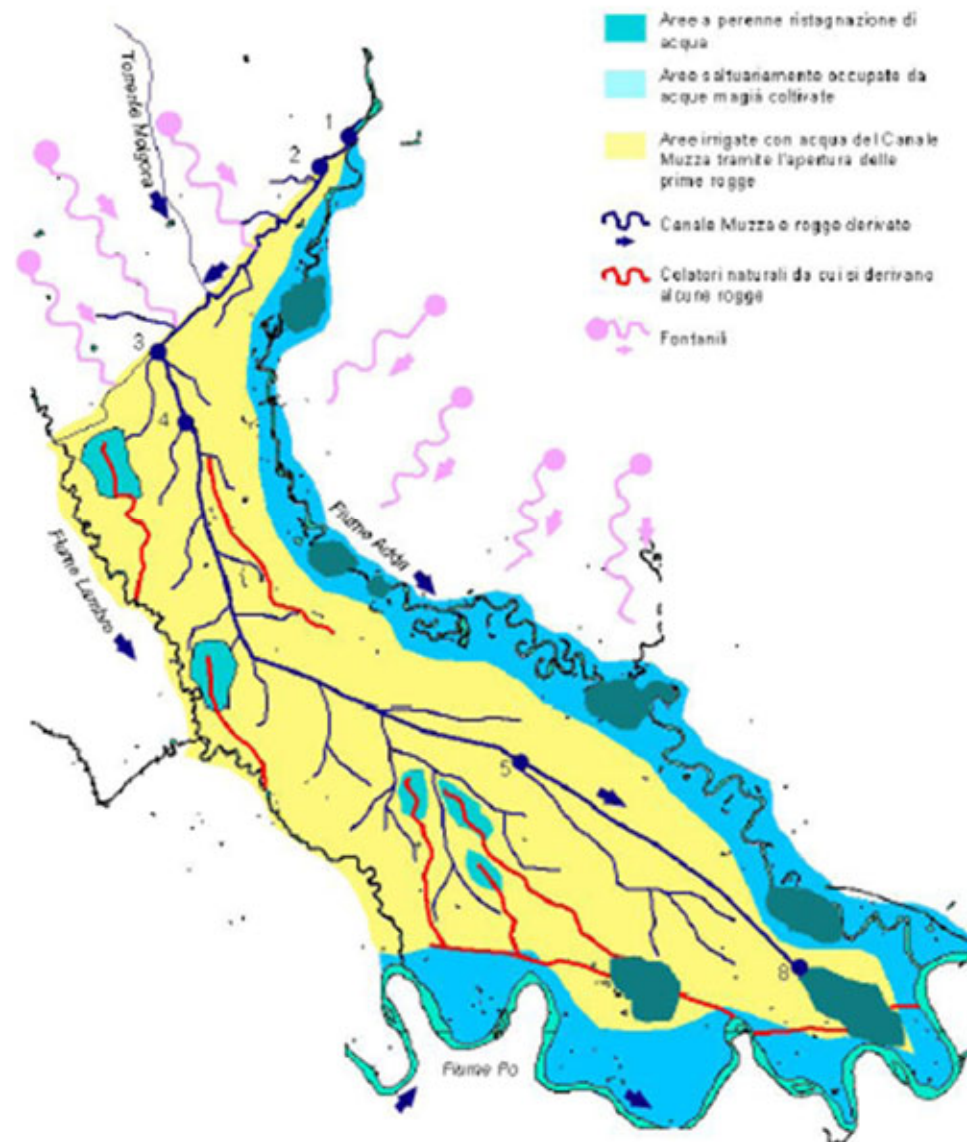 Aree a perenne ristagnazione di
acqua
Aree saltuariamente occupate da
acque magià coltivate
Aree irrigate con acqua del Canale
Muzza tramite l'apertura delle
prime rogge
Canale Muzza e rogge derivate
Colatori naturali da cui si derivano
alcune rogge
Fontanili
Torrente Molgora
1
2
3
4
Fiume Adda
Fiume Lambro
5
8
Fiume Po